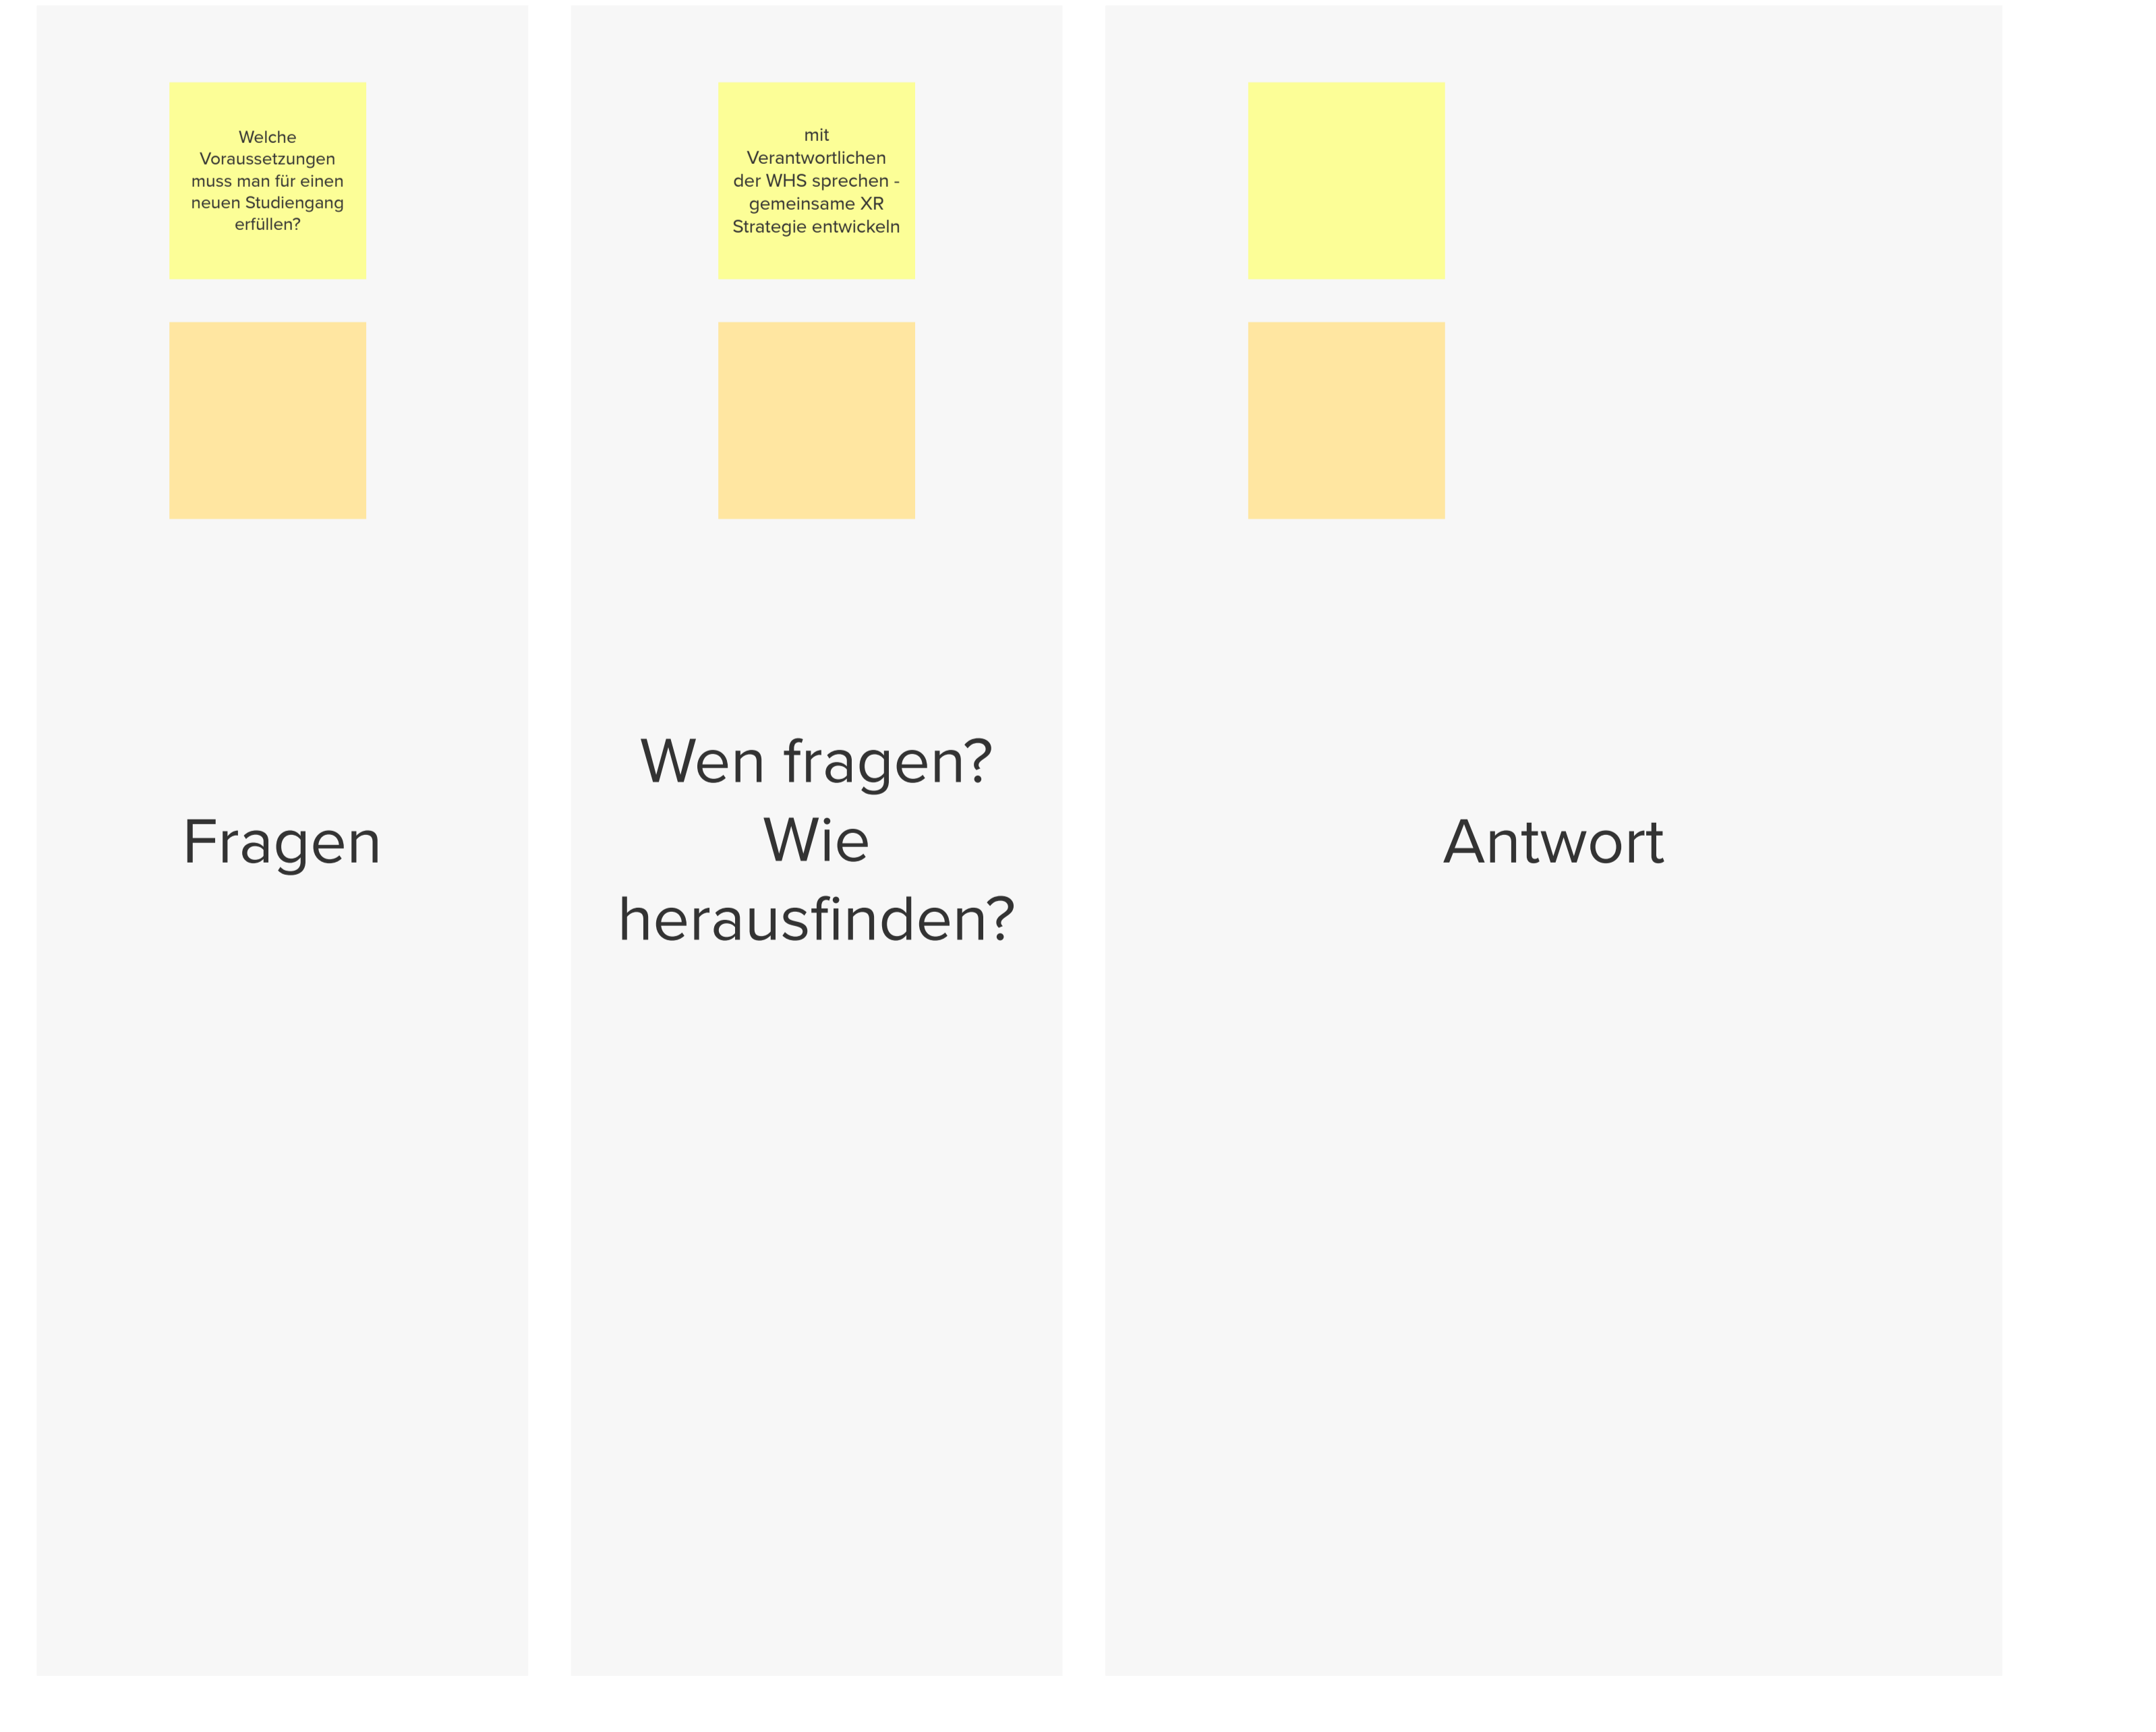 Welche
Voraussetzungen
muss man für einen
neuen Studiengang
erfüllen?
mit
Verantwortlichen
der WHS sprechen -
gemeinsame XR
Strategie entwickeln
Fragen
Wen fragen?
Wie
herausfinden?
Antwort